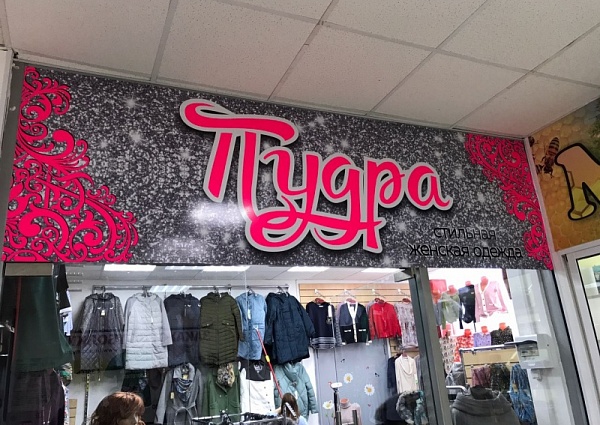 Пудра
стильная
женская одежда